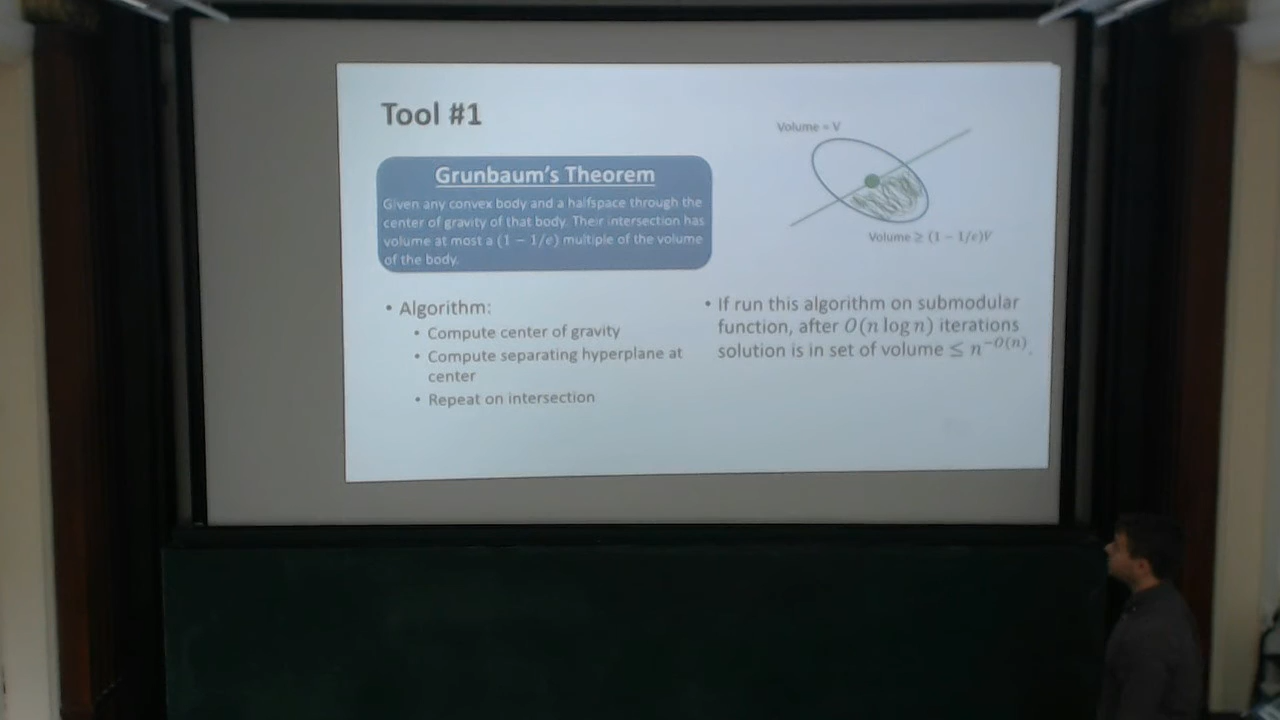 Tool #1
Volume = V
Grunbaum's Theorem
Given any convex body and a halfspace through the
center of gravity of that body. Their intersection has
volume at most a (1 − 1/e) multiple of the volume
of the body.
Volume ≥ (1 − 1/e)V
• Algorithm:
• Compute center of gravity
• Compute separating hyperplane at
center
• Repeat on intersection
• If run this algorithm on submodular
function, after O(n log n) iterations
solution is in set of volume ≤ n^{−O(n)}.